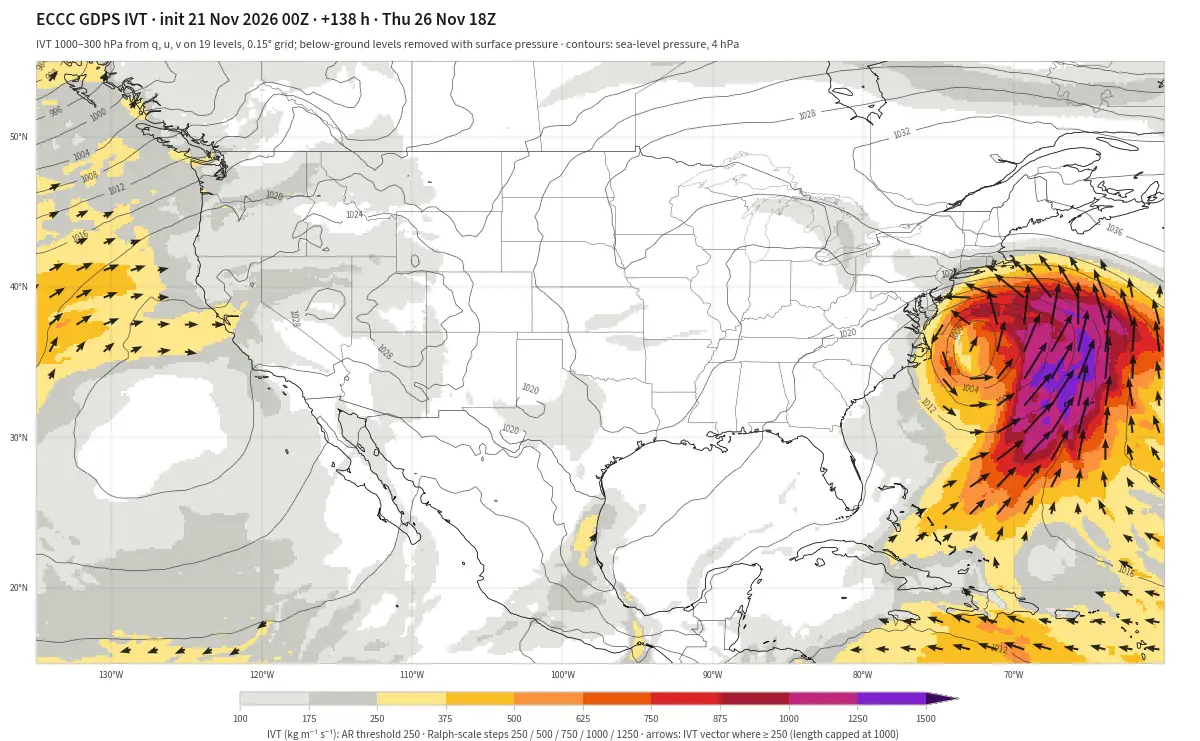 ECCC GDPS IVT · init 21 Nov 2026 00Z · +138 h · Thu 26 Nov 18Z
IVT 1000–300 hPa from q, u, v on 19 levels, 0.15° grid; below-ground levels removed with surface pressure · contours: sea-level pressure, 4 hPa
996
1000
1004
1008
1012
1016
1020
1024
1028
1028
1020
1020
1028
1032
1036
1020
1004
1012
1016
1012
50°N
40°N
30°N
20°N
130°W
120°W
110°W
100°W
90°W
80°W
70°W
100
175
250
375
500
625
750
875
1000
1250
1500
IVT (kg m⁻¹ s⁻¹): AR threshold 250 · Ralph-scale steps 250 / 500 / 750 / 1000 / 1250 · arrows: IVT vector where ≥ 250 (length capped at 1000)